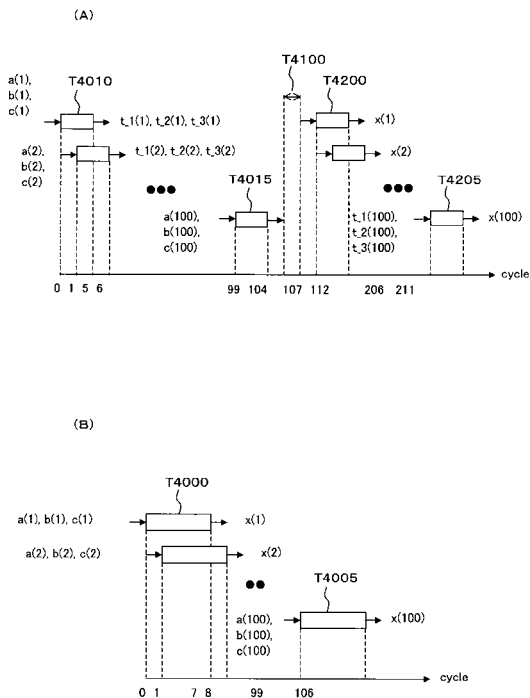 (A)
T4100
a(1),
b(1),
c(1)
T4010
T4200
t_1(1), t_2(1), t_3(1)
x(1)
a(2),
b(2),
c(2)
t_1(2), t_2(2), t_3(2)
x(2)
T4015
T4205
a(100),
b(100),
c(100)
t_1(100),
t_2(100),
t_3(100)
x(100)
cycle
0 1 5 6 99 104 107 112 206 211
(B)
T4000
a(1), b(1), c(1)
x(1)
a(2), b(2), c(2)
x(2)
T4005
a(100),
b(100),
c(100)
x(100)
cycle
0 1 7 8 99 106